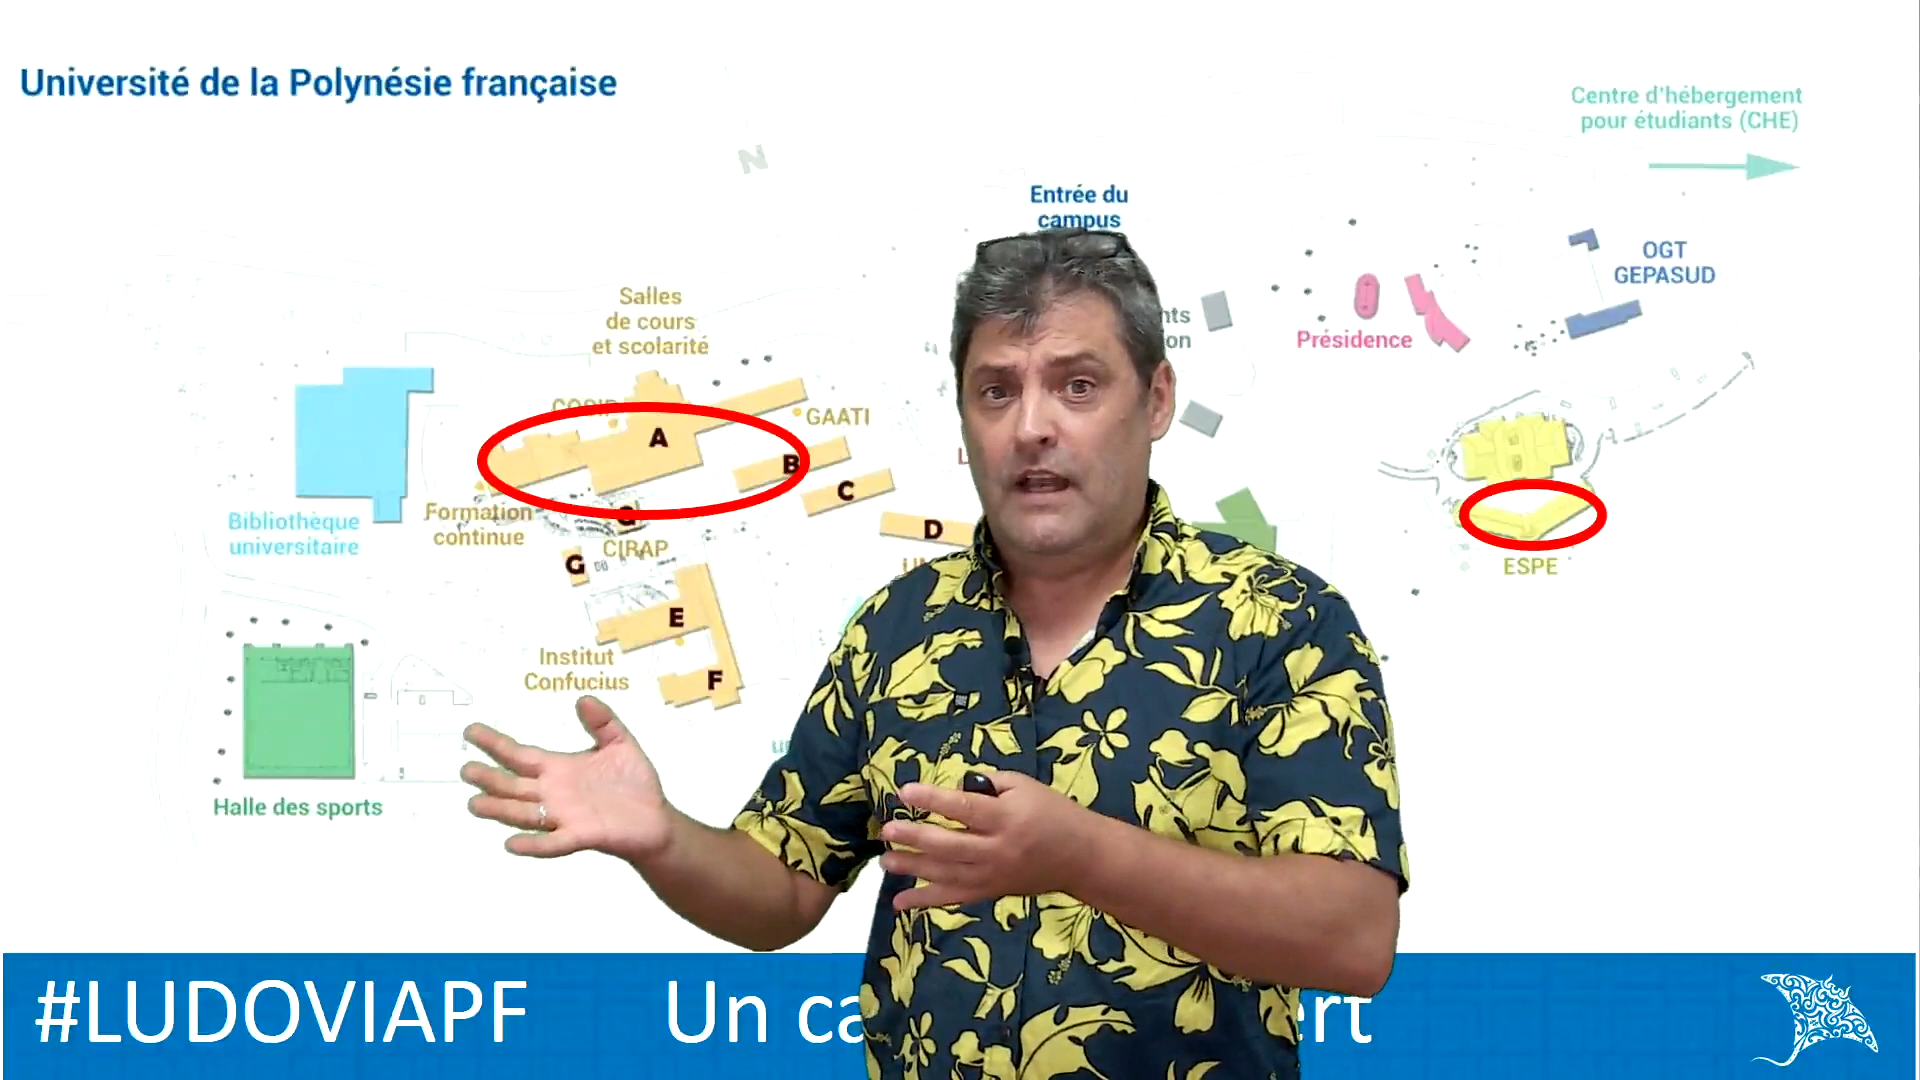 Université de la Polynésie française
Centre d'hébergement
pour étudiants (CHE)
N
Entrée du
campus
OGT
GEPASUD
Salles
de cours
et scolarité
Présidence
GAATI
A
B
C
D
Bibliothèque
universitaire
Formation
continue
G
CIRAP
G
E
F
ESPE
Institut
Confucius
Halle des sports
#LUDOVIAPF
Un